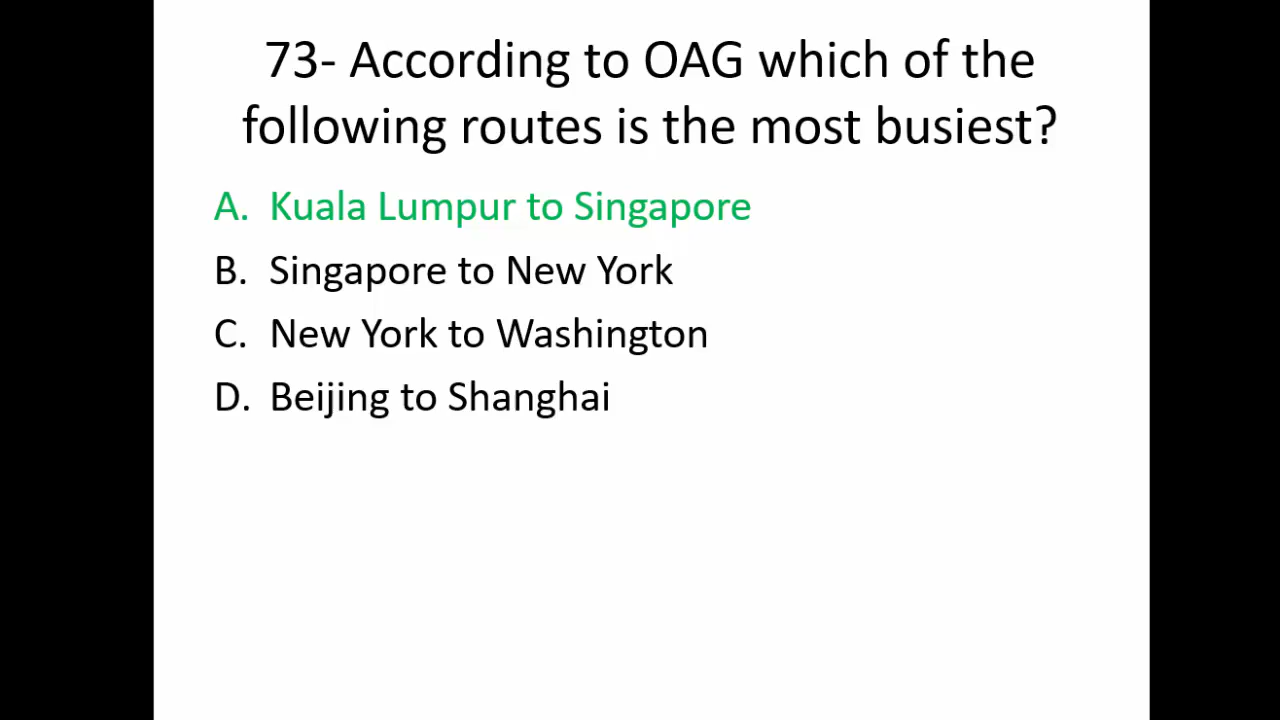 73- According to OAG which of the
following routes is the most busiest?
A. Kuala Lumpur to Singapore
B. Singapore to New York
C. New York to Washington
D. Beijing to Shanghai